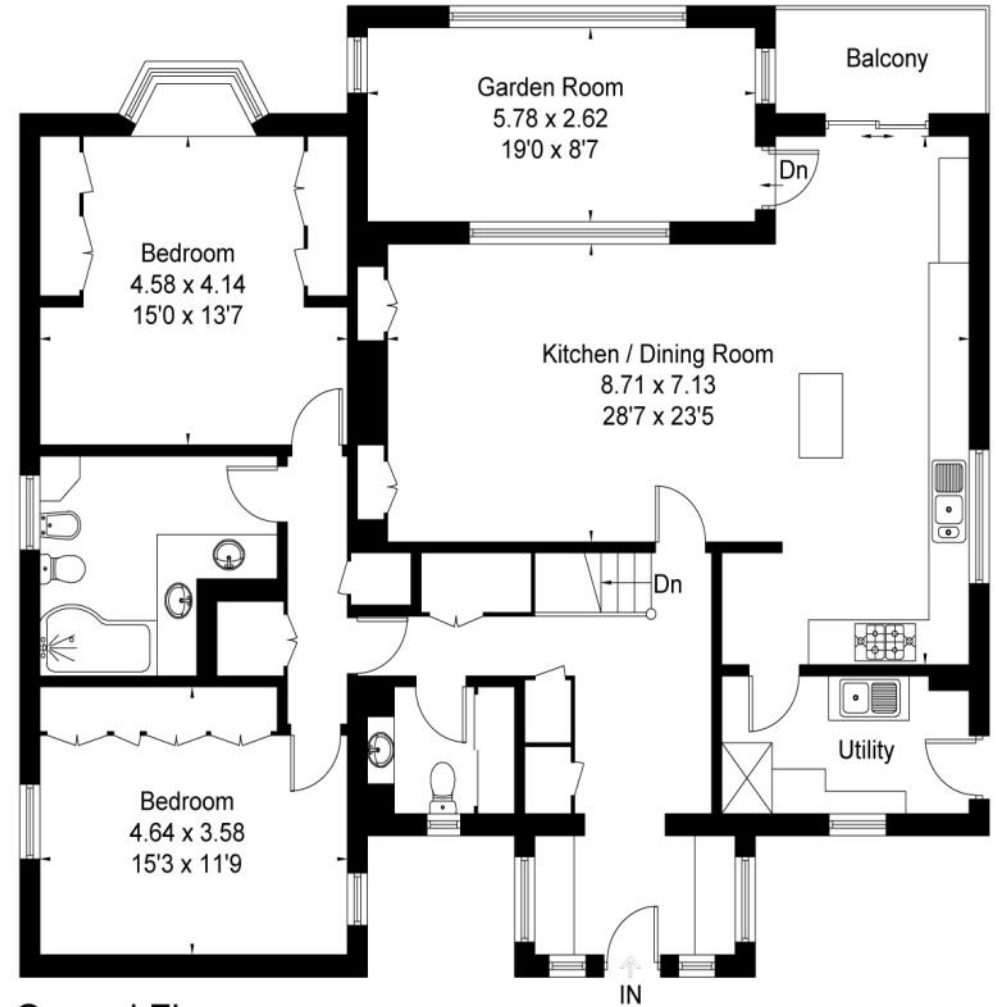 Balcony
Garden Room
5.78 x 2.62
19'0 x 8'7
Dn
Bedroom
4.58 x 4.14
15'0 x 13'7
Kitchen / Dining Room
8.71 x 7.13
28'7 x 23'5
Dn
Utility
Bedroom
4.64 x 3.58
15'3 x 11'9
IN